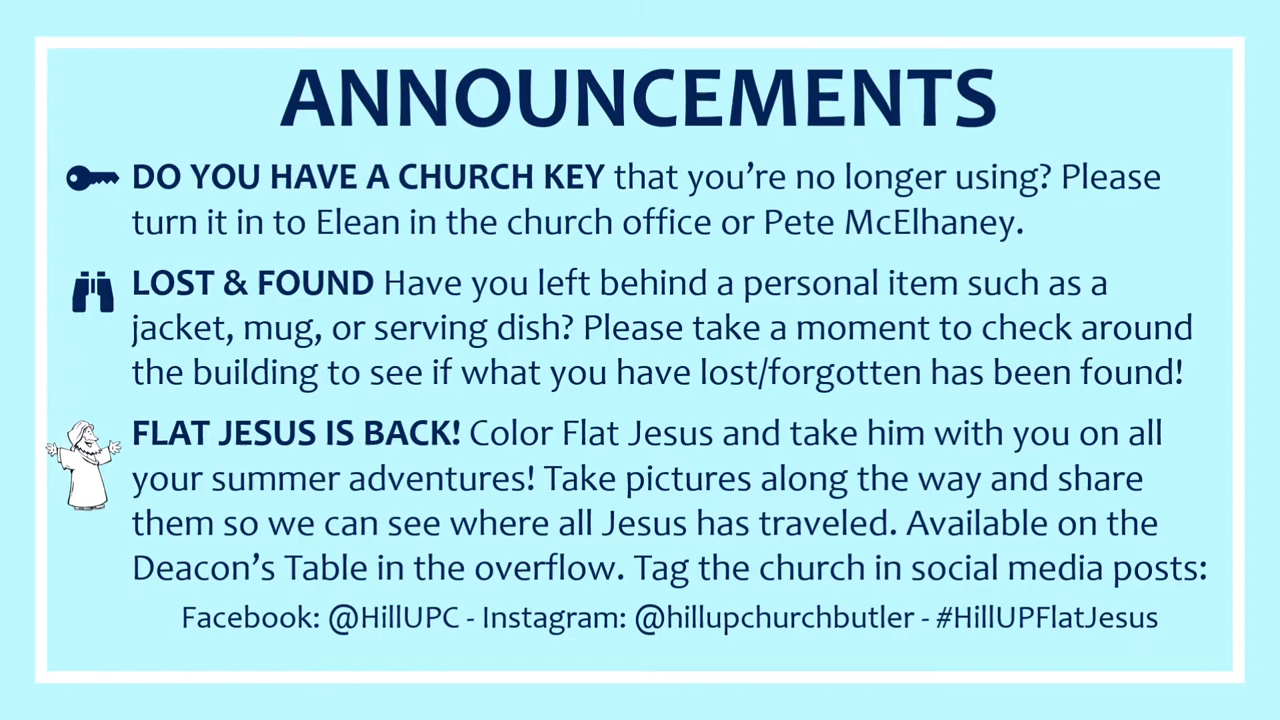 ANNOUNCEMENTS
DO YOU HAVE A CHURCH KEY that you’re no longer using? Please
turn it in to Elean in the church office or Pete McElhaney.
LOST & FOUND Have you left behind a personal item such as a
jacket, mug, or serving dish? Please take a moment to check around
the building to see if what you have lost/forgotten has been found!
FLAT JESUS IS BACK! Color Flat Jesus and take him with you on all
your summer adventures! Take pictures along the way and share
them so we can see where all Jesus has traveled. Available on the
Deacon’s Table in the overflow. Tag the church in social media posts:
Facebook: @HillUPC - Instagram: @hillupchurchbutler - #HillUPFlatJesus